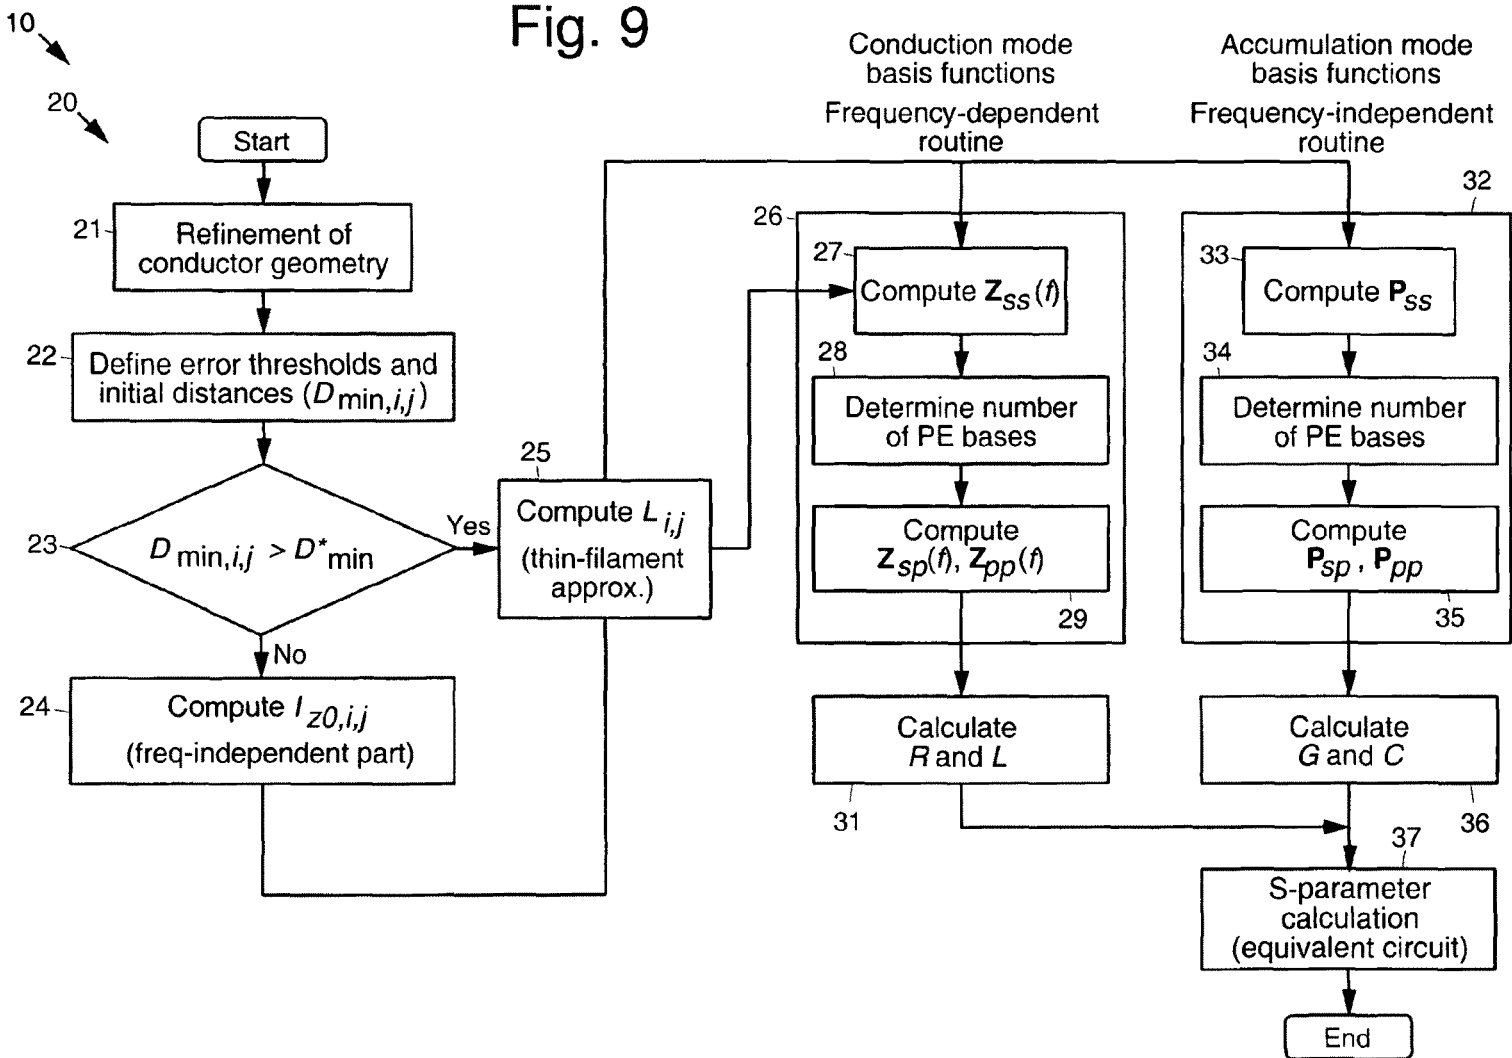 Fig. 9
10
20
Start
21
Refinement of
conductor geometry
22
Define error thresholds and
initial distances (D min,i,j)
23
D min,i,j > D*min
Yes
No
24
Compute I z0,i,j
(freq-independent part)
25
Compute L i,j
(thin-filament
approx.)
Conduction mode
basis functions
Frequency-dependent
routine
26
27
Compute Zss(f)
28
Determine number
of PE bases
Compute
Zsp(f), Zpp(f)
29
Calculate
R and L
31
Accumulation mode
basis functions
Frequency-independent
routine
32
33
Compute Pss
34
Determine number
of PE bases
Compute
Psp, Ppp
35
Calculate
G and C
36
37
S-parameter
calculation
(equivalent circuit)
End